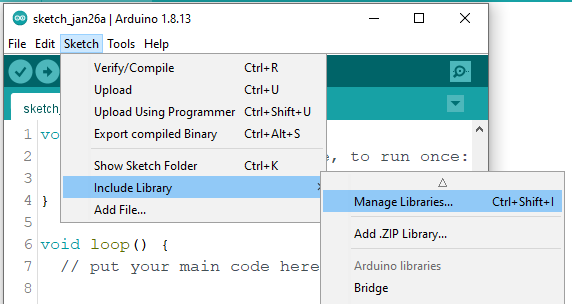 sketch_jan26a | Arduino 1.8.13
File Edit Sketch Tools Help
Verify/Compile Ctrl+R
Upload Ctrl+U
Upload Using Programmer Ctrl+Shift+U
Export compiled Binary Ctrl+Alt+S
Show Sketch Folder Ctrl+K
Include Library
Add File...
Manage Libraries... Ctrl+Shift+I
Add .ZIP Library...
Arduino libraries
Bridge
sketch_
1 vo
2 e, to run once:
3
4 }
5
6 void loop() {
7 // put your main code here
8